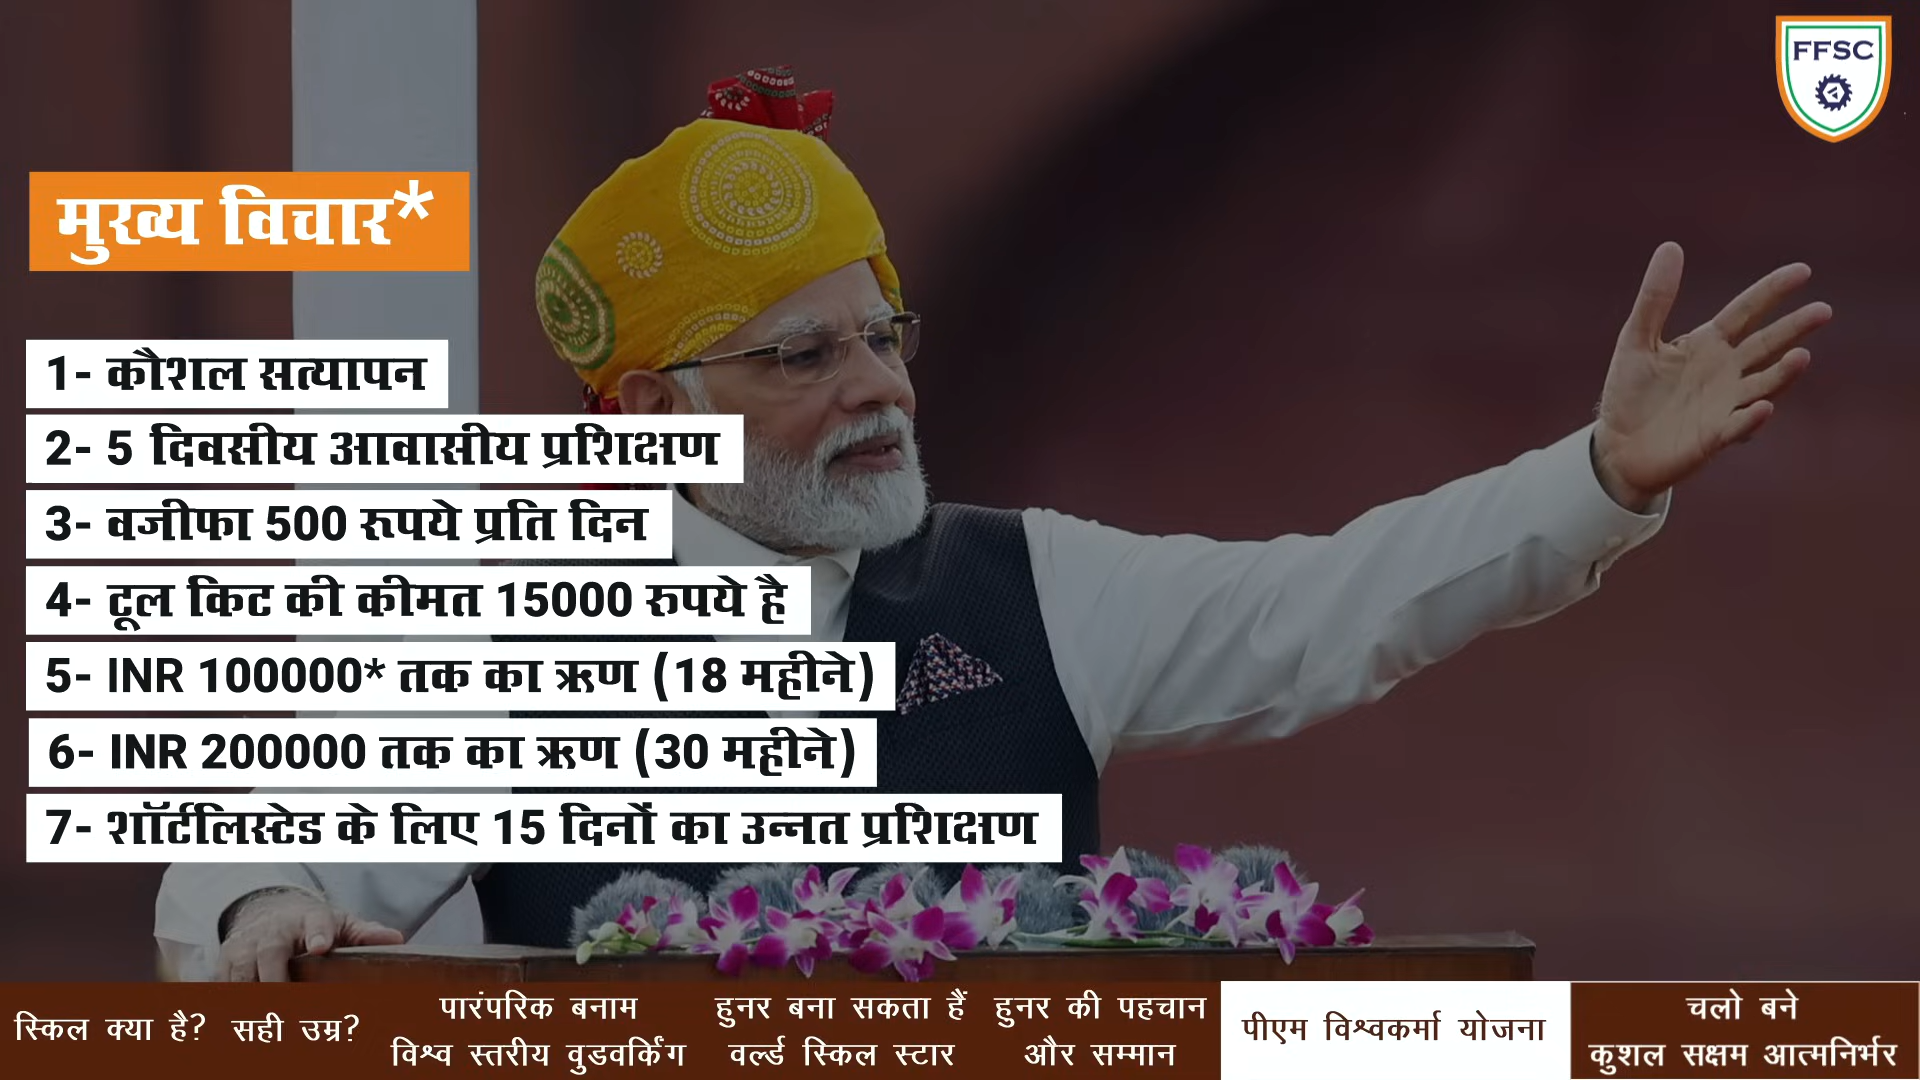 FFSC
मुख्य विचार*
1- कौशल सत्यापन
2- 5 दिवसीय आवासीय प्रशिक्षण
3- वजीफा 500 रूपये प्रति दिन
4- टूल किट की कीमत 15000 रुपये है
5- INR 100000* तक का ऋण (18 महीने)
6- INR 200000 तक का ऋण (30 महीने)
7- शॉर्टलिस्टेड के लिए 15 दिनों का उन्नत प्रशिक्षण
स्किल क्या है?
सही उम्र?
पारंपरिक बनाम
विश्व स्तरीय वुडवर्किंग
हुनर बना सकता हैं
वर्ल्ड स्किल स्टार
हुनर की पहचान
और सम्मान
पीएम विश्वकर्मा योजना
चलो बने
कुशल सक्षम आत्मनिर्भर